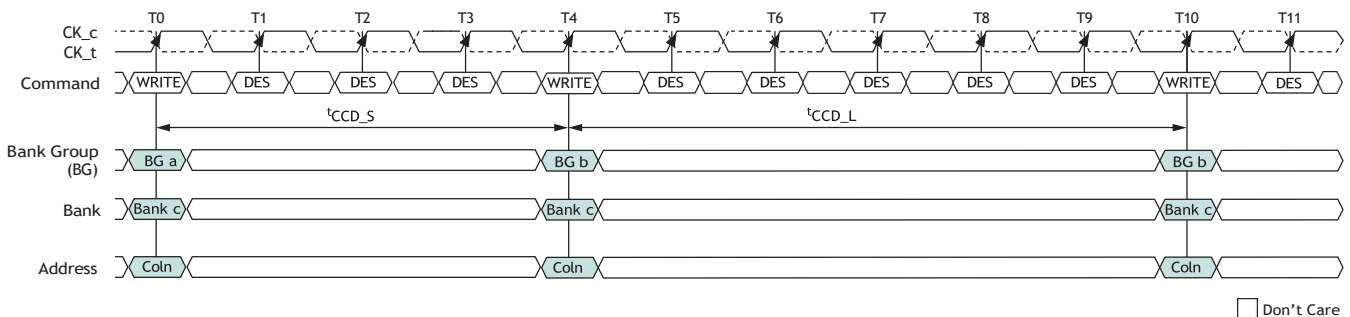 T0 T1 T2 T3 T4 T5 T6 T7 T8 T9 T10 T11
CK_c
CK_t
Command WRITE DES DES DES WRITE DES DES DES DES DES WRITE DES
tCCD_S tCCD_L
Bank Group
(BG)
BG a BG b BG b
Bank Bank c Bank c Bank c
Address Coln Coln Coln
Don't Care